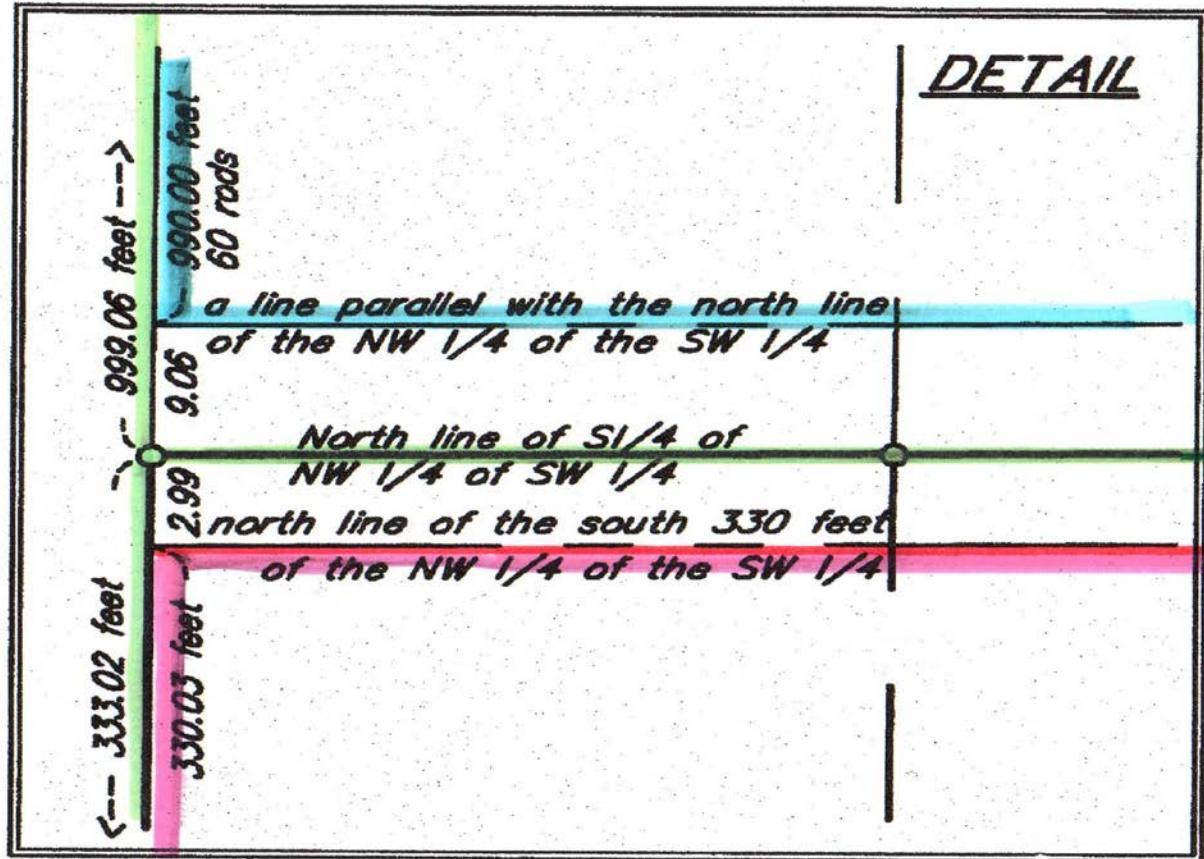 DETAIL
999.06 feet --->
990.00 feet
60 rods
a line parallel with the north line
of the NW 1/4 of the SW 1/4
9.06
North line of S1/4 of
NW 1/4 of SW 1/4
2.99
north line of the south 330 feet
of the NW 1/4 of the SW 1/4
<--- 333.02 feet
330.03 feet